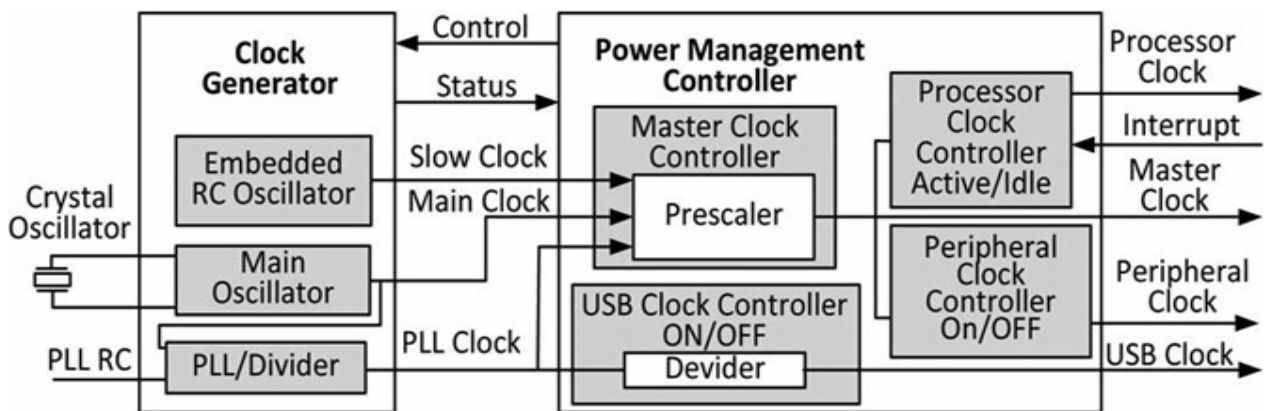 Clock
Generator
Control
Status
Power Management
Controller
Processor
Clock
Interrupt
Master
Clock
Peripheral
Clock
USB Clock
Crystal
Oscillator
PLL RC
Embedded
RC Oscillator
Main
Oscillator
PLL/Divider
Slow Clock
Main Clock
PLL Clock
Master Clock
Controller
Prescaler
USB Clock Controller
ON/OFF
Devider
Processor
Clock
Controller
Active/Idle
Peripheral
Clock
Controller
On/OFF